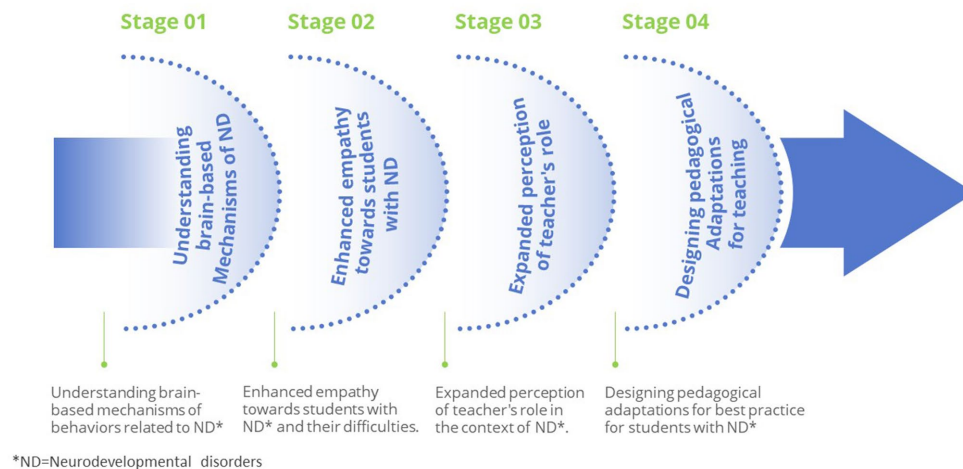 Stage 01
Stage 02
Stage 03
Stage 04
Understanding
brain-based
Mechanisms of ND
Enhanced empathy
towards students
with ND
Expanded perception
of teacher's role
Designing pedagogical
Adaptations
for teaching
Understanding brain-
based mechanisms of
behaviors related to ND*
Enhanced empathy
towards students with
ND* and their difficulties.
Expanded perception
of teacher's role in
the context of ND*.
Designing pedagogical
adaptations for best practice
for students with ND*
*ND=Neurodevelopmental disorders